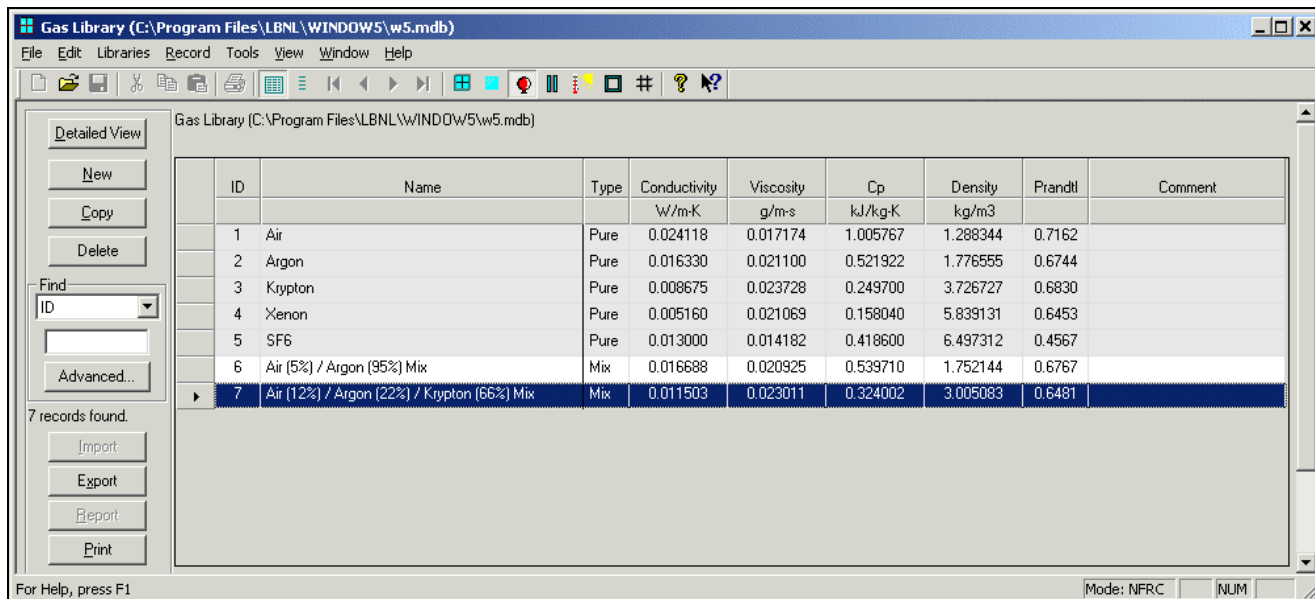 Gas Library (C:\Program Files\LBNL\WINDOW5\w5.mdb)
File Edit Libraries Record Tools View Window Help
Detailed View
New
Copy
Delete
Find
ID
Advanced...
7 records found.
Import
Export
Report
Print
Gas Library (C:\Program Files\LBNL\WINDOW5\w5.mdb)
ID Name Type Conductivity Viscosity Cp Density Prandtl Comment
W/m-K g/m-s kJ/kg-K kg/m3
1 Air Pure 0.024118 0.017174 1.005767 1.288344 0.7162
2 Argon Pure 0.016330 0.021100 0.521922 1.776555 0.6744
3 Krypton Pure 0.008675 0.023728 0.249700 3.726727 0.6830
4 Xenon Pure 0.005160 0.021069 0.158040 5.839131 0.6453
5 SF6 Pure 0.013000 0.014182 0.418600 6.497312 0.4567
6 Air (5%) / Argon (95%) Mix Mix 0.016688 0.020925 0.539710 1.752144 0.6767
7 Air (12%) / Argon (22%) / Krypton (66%) Mix Mix 0.011503 0.023011 0.324002 3.005083 0.6481
For Help, press F1
Mode: NFRC NUM